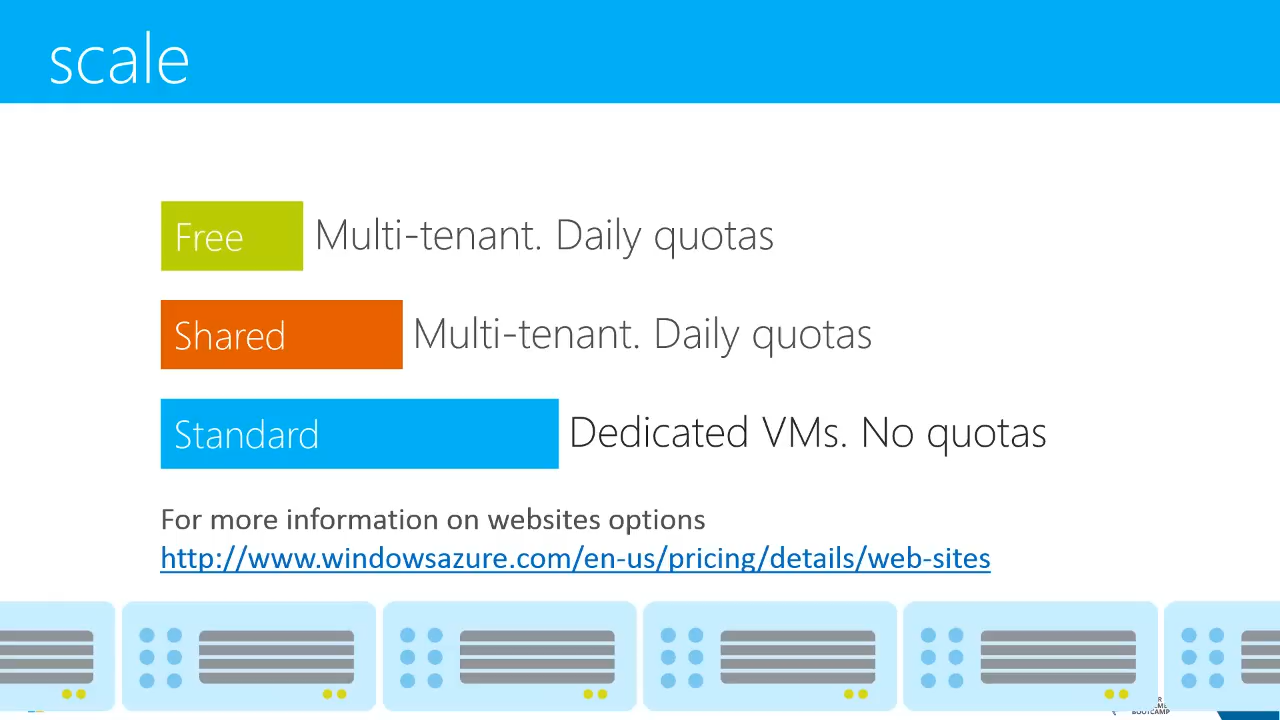 scale
Free Multi-tenant. Daily quotas
Shared Multi-tenant. Daily quotas
Standard Dedicated VMs. No quotas
For more information on websites options
http://www.windowsazure.com/en-us/pricing/details/web-sites
BOOTCAMP